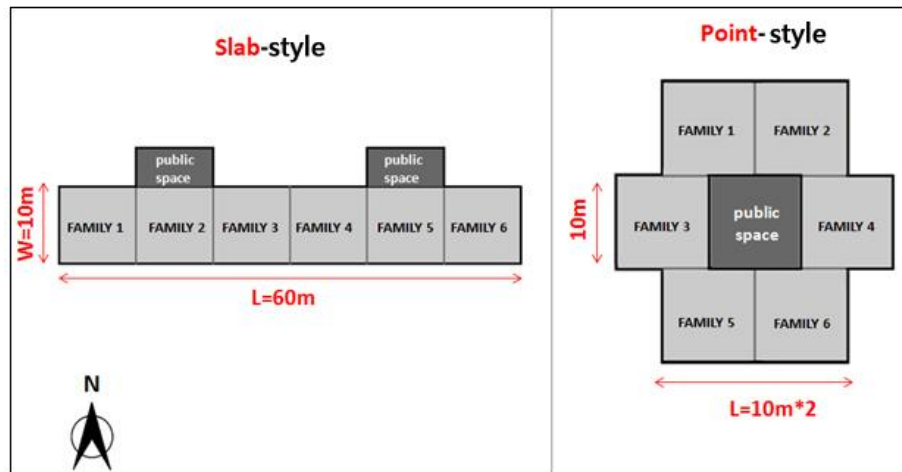 Slab-style
public
space
public
space
W=10m
FAMILY 1
FAMILY 2
FAMILY 3
FAMILY 4
FAMILY 5
FAMILY 6
L=60m
N
Point-style
FAMILY 1
FAMILY 2
10m
FAMILY 3
public
space
FAMILY 4
FAMILY 5
FAMILY 6
L=10m*2